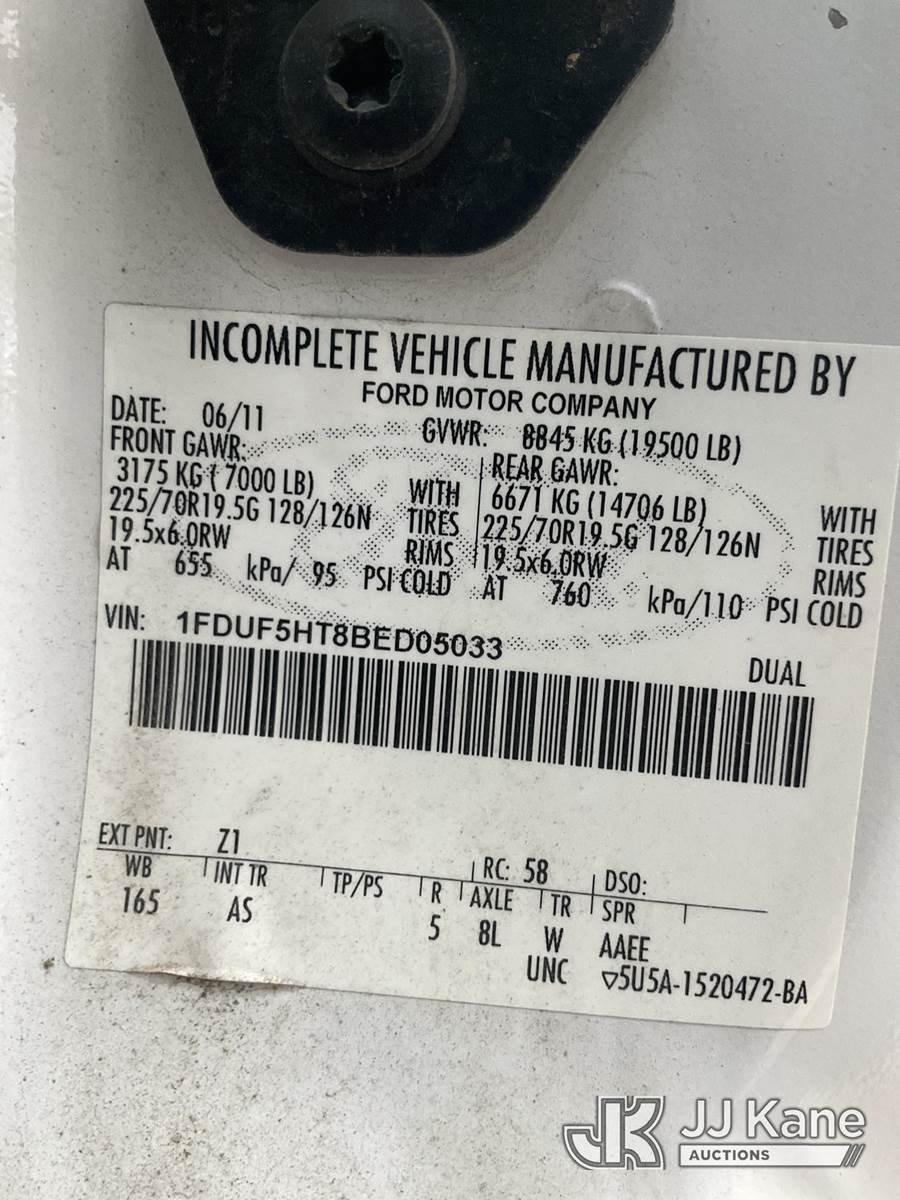 INCOMPLETE VEHICLE MANUFACTURED BY
FORD MOTOR COMPANY
DATE: 06/11 GVWR: 8845 KG (19500 LB)
FRONT GAWR: REAR GAWR:
3175 KG ( 7000 LB) WITH 6671 KG (14706 LB) WITH
225/70R19.5G 128/126N TIRES 225/70R19.5G 128/126N TIRES
19.5x6.0RW RIMS 19.5x6.0RW RIMS
AT 655 kPa/ 95 PSI COLD AT 760 kPa/110 PSI COLD
VIN: 1FDUF5HT8BED05033
DUAL
EXT PNT: Z1 RC: 58 DSO:
WB INT TR TP/PS R AXLE TR SPR
165 AS 5 8L W AAEE
UNC ▽5U5A-1520472-BA
JK JJ Kane
AUCTIONS